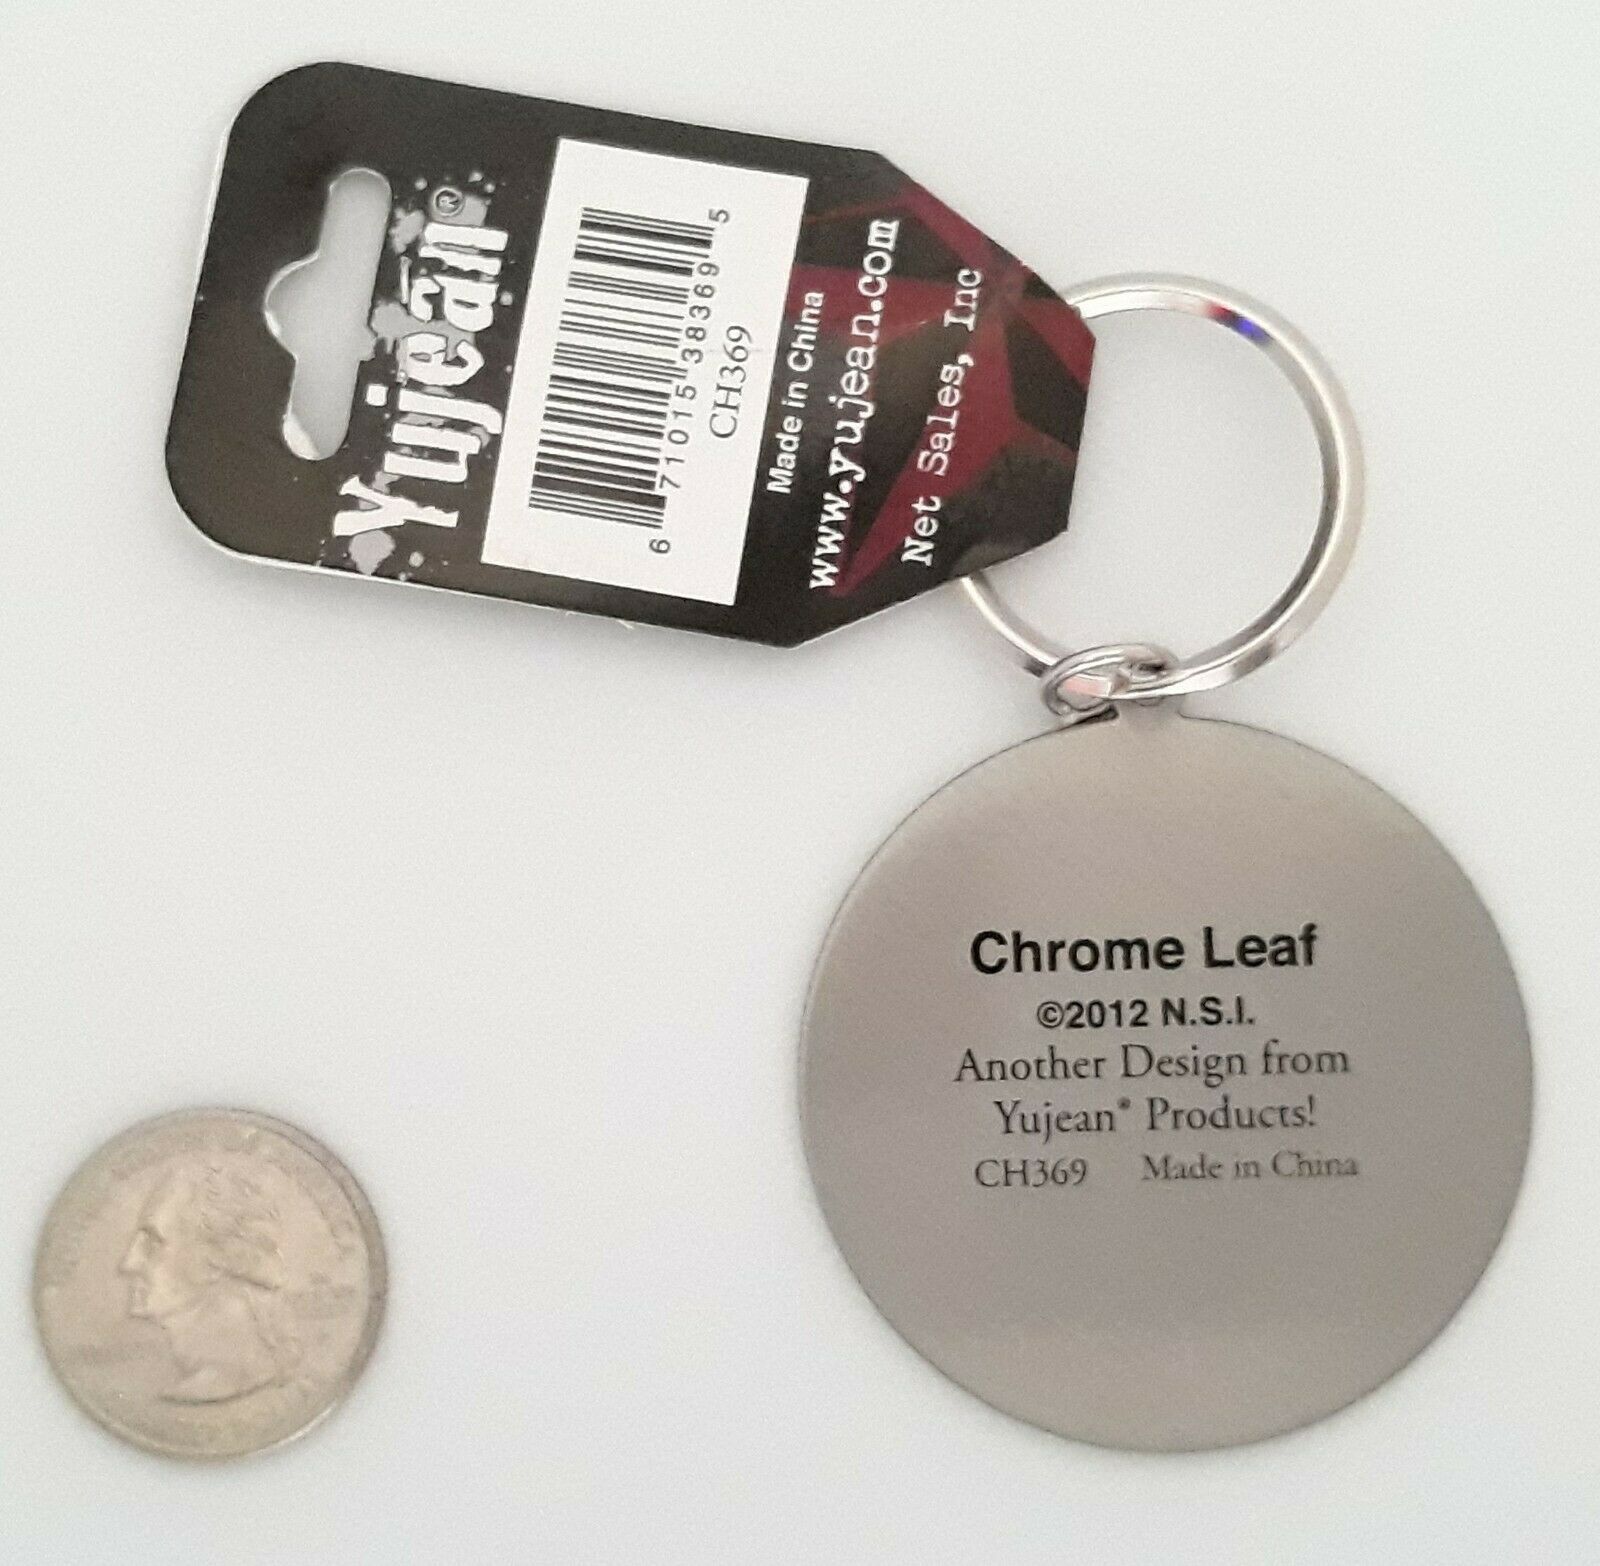 Yujean®
6 71015 38369 5
CH369
Made in China
www.yujean.com
Net Sales, Inc
Chrome Leaf
©2012 N.S.I.
Another Design from
Yujean® Products!
CH369 Made in China